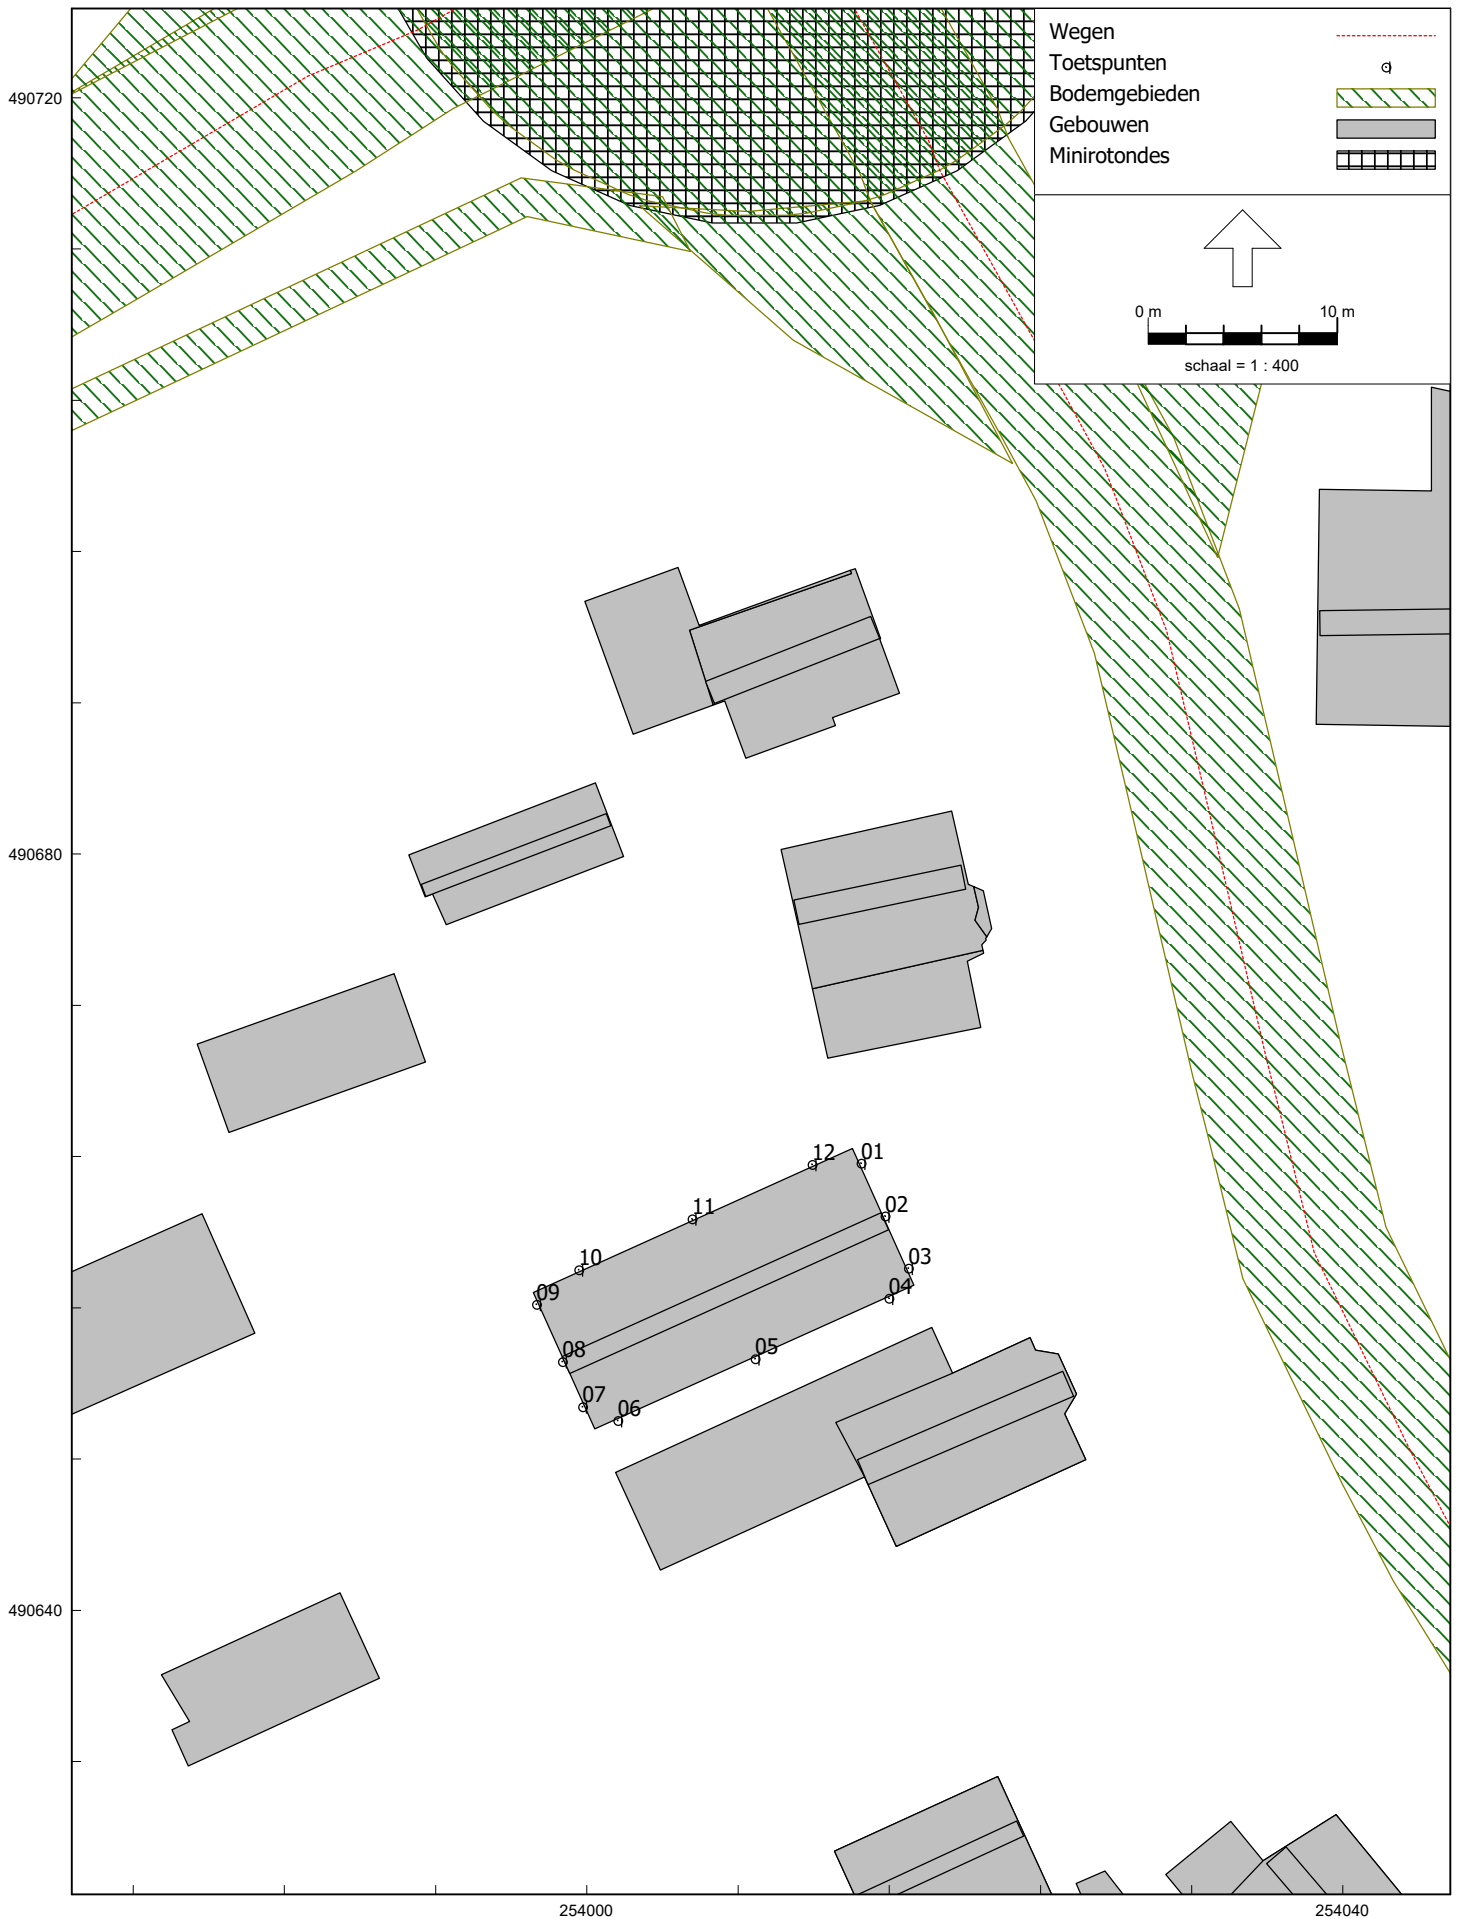 Wegen
Toetspunten
Bodemgebieden
Gebouwen
Minirotondes
0 m 10 m
schaal = 1 : 400
490720
490680
12 01
11 02
10 03
09 04
08 05
07 06
490640
254000 254040